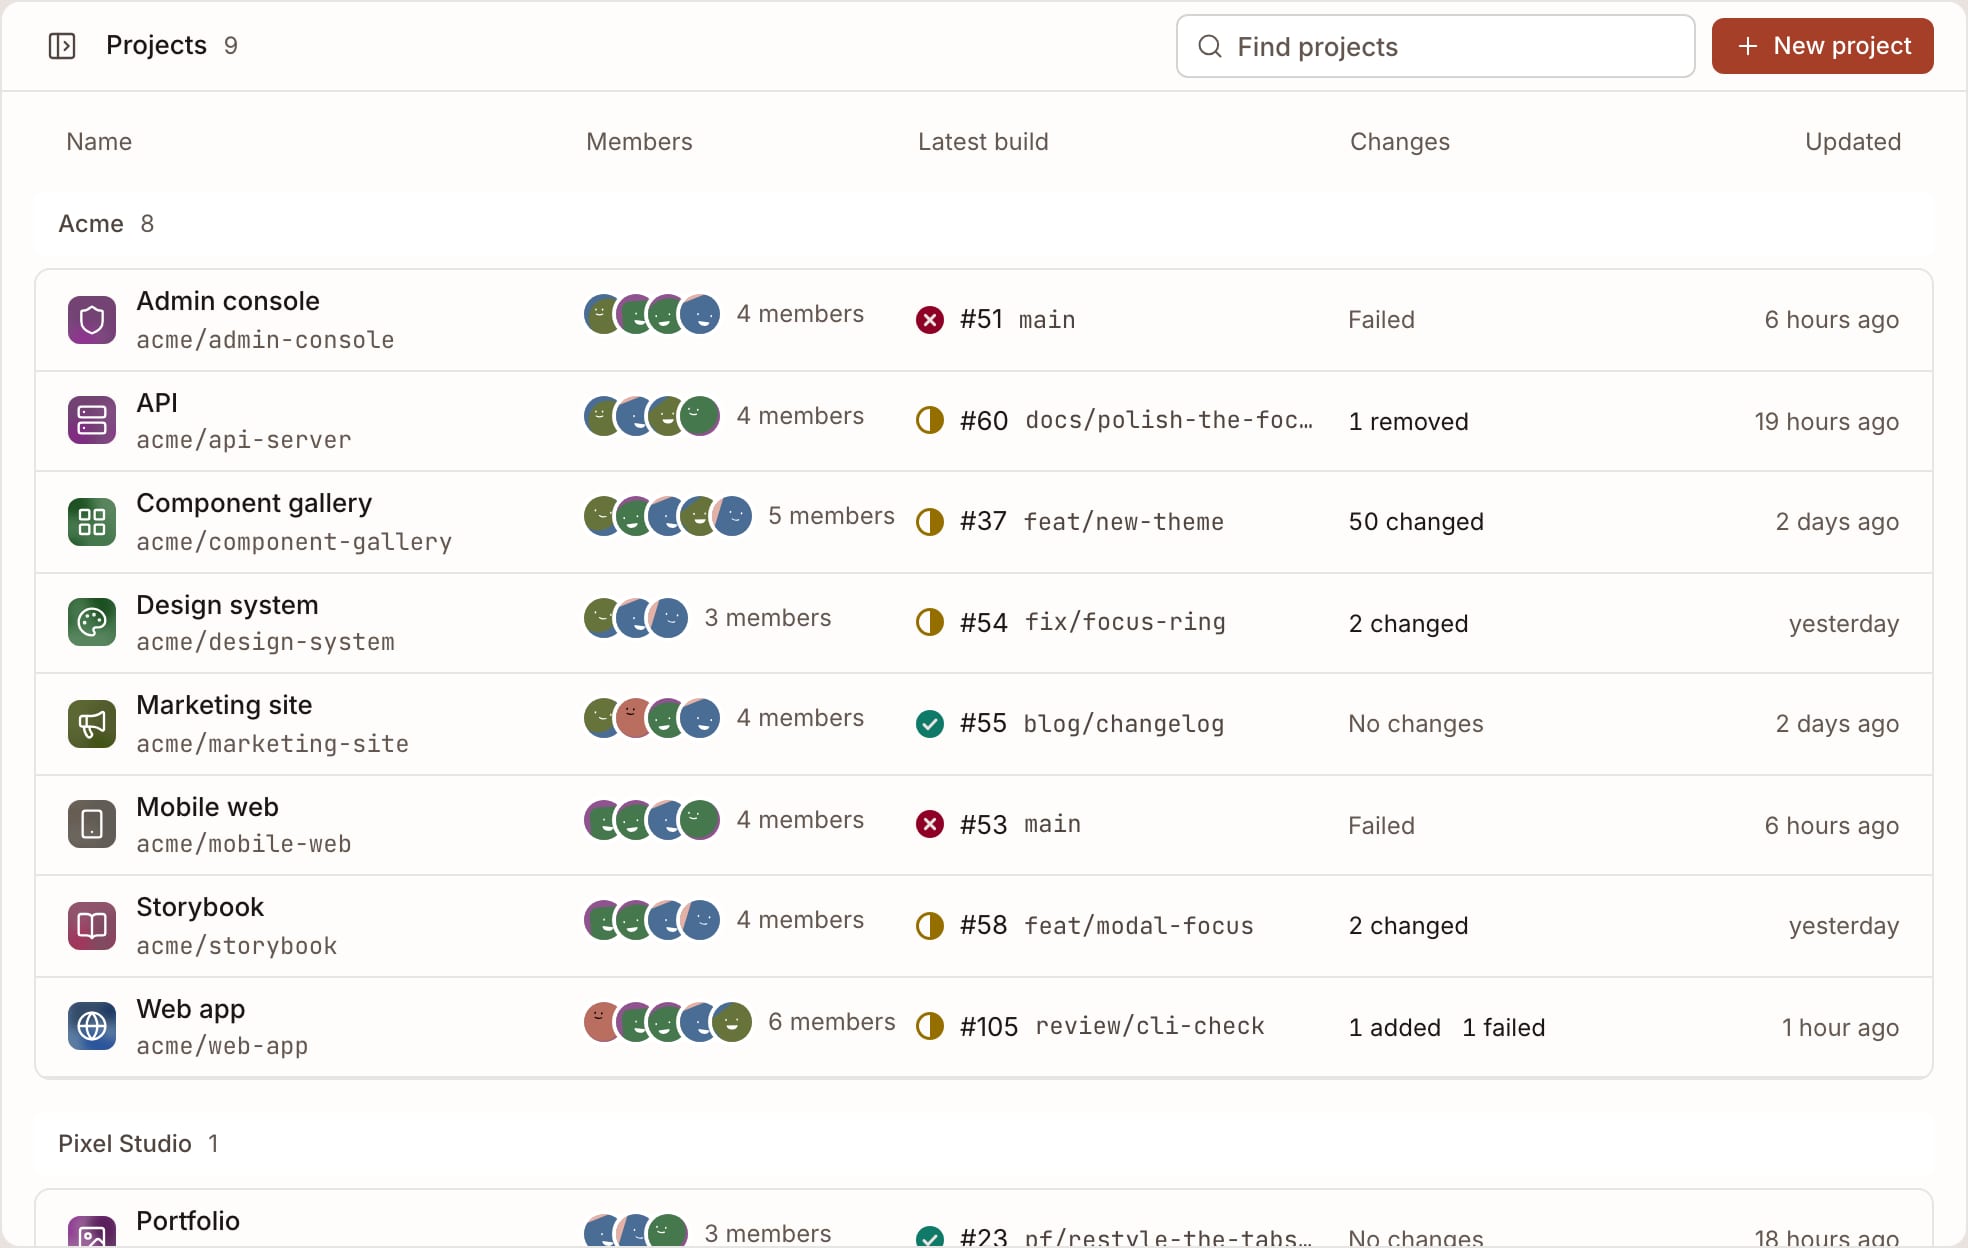 Projects 9
Find projects
New project
Name Members Latest build Changes Updated
Acme 8
Admin console
acme/admin-console
4 members
#51 main
Failed
6 hours ago
API
acme/api-server
4 members
#60 docs/polish-the-foc…
1 removed
19 hours ago
Component gallery
acme/component-gallery
5 members
#37 feat/new-theme
50 changed
2 days ago
Design system
acme/design-system
3 members
#54 fix/focus-ring
2 changed
yesterday
Marketing site
acme/marketing-site
4 members
#55 blog/changelog
No changes
2 days ago
Mobile web
acme/mobile-web
4 members
#53 main
Failed
6 hours ago
Storybook
acme/storybook
4 members
#58 feat/modal-focus
2 changed
yesterday
Web app
acme/web-app
6 members
#105 review/cli-check
1 added 1 failed
1 hour ago
Pixel Studio 1
Portfolio
3 members
#23 pf/restyle-the-tabs…
No changes
18 hours ago